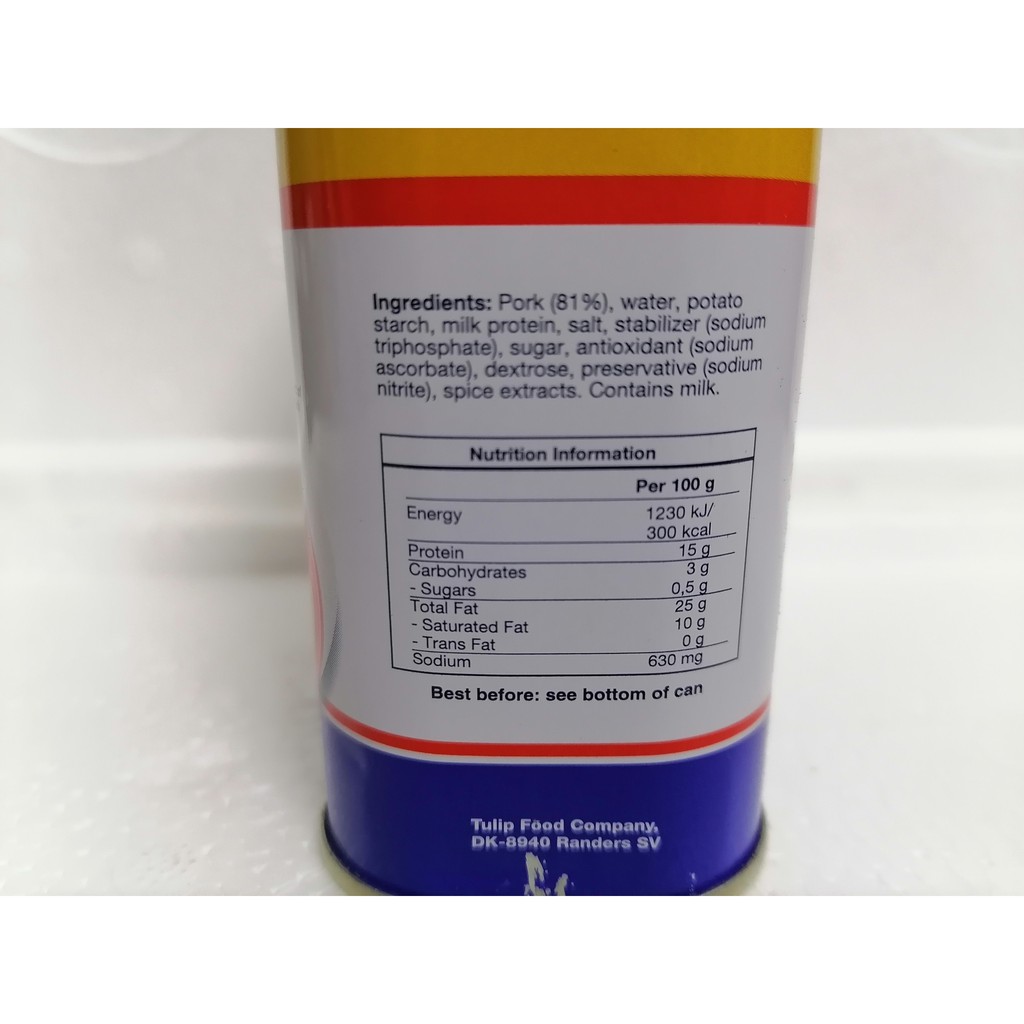 Ingredients: Pork (81%), water, potato
starch, milk protein, salt, stabilizer (sodium
triphosphate), sugar, antioxidant (sodium
ascorbate), dextrose, preservative (sodium
nitrite), spice extracts. Contains milk.
Nutrition Information
Per 100 g
Energy 1230 kJ/
300 kcal
Protein 15 g
Carbohydrates 3 g
- Sugars 0,5 g
Total Fat 25 g
- Saturated Fat 10 g
- Trans Fat 0 g
Sodium 630 mg
Best before: see bottom of can
Tulip Food Company,
DK-8940 Randers SV